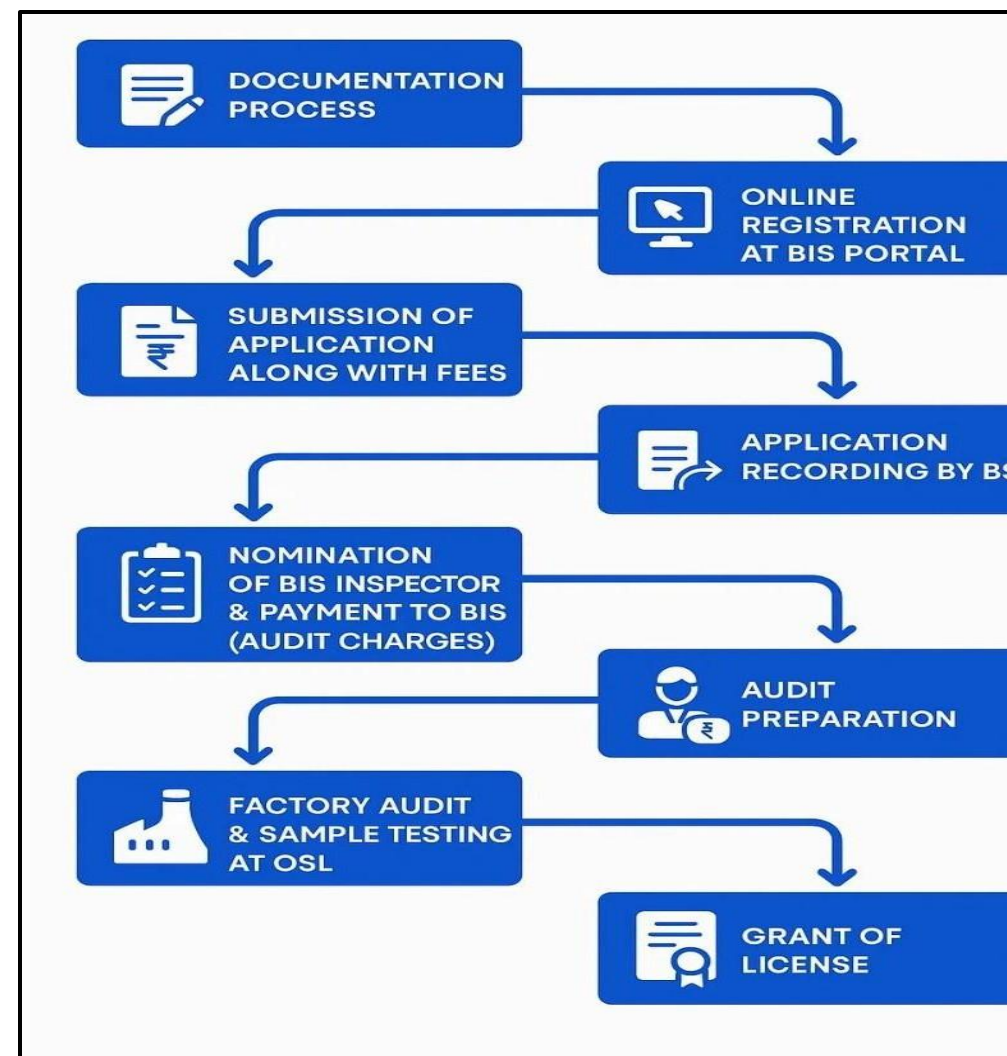 DOCUMENTATION
PROCESS
ONLINE
REGISTRATION
AT BIS PORTAL
₹
SUBMISSION OF
APPLICATION
ALONG WITH FEES
APPLICATION
RECORDING BY
NOMINATION
OF BIS INSPECTOR
& PAYMENT TO BIS
(AUDIT CHARGES)
₹
AUDIT
PREPARATION
FACTORY AUDIT
& SAMPLE TESTING
AT OSL
GRANT OF
LICENSE